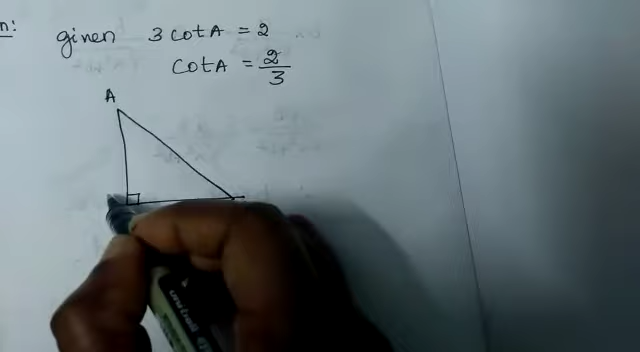 n:
given 3 cot A = 2
cot A = 2/3
A